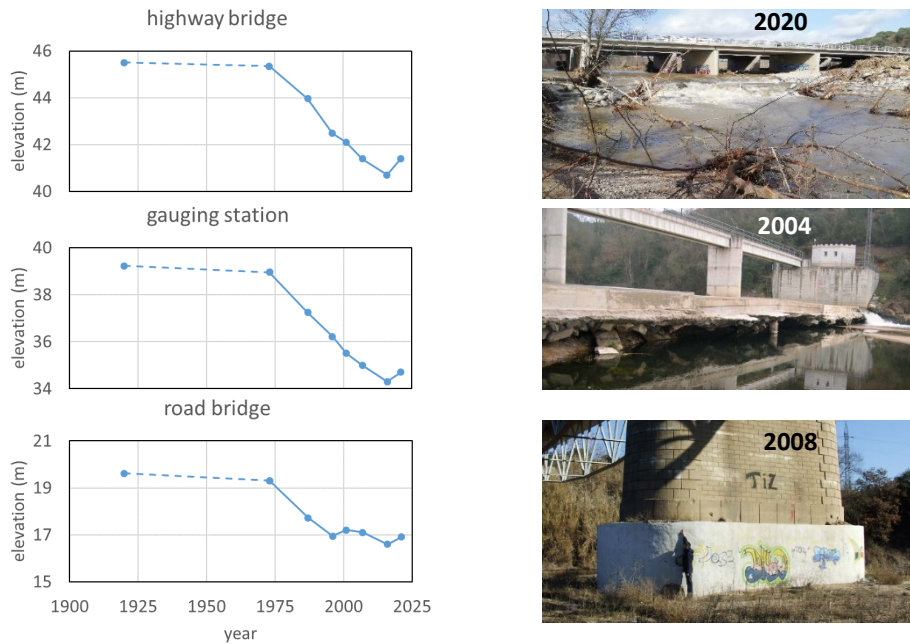 highway bridge
2020
46
44
42
40
elevation (m)
gauging station
2004
40
38
36
34
elevation (m)
road bridge
2008
21
19
17
15
elevation (m)
TiZ
1900
1925
1950
1975
2000
2025
year